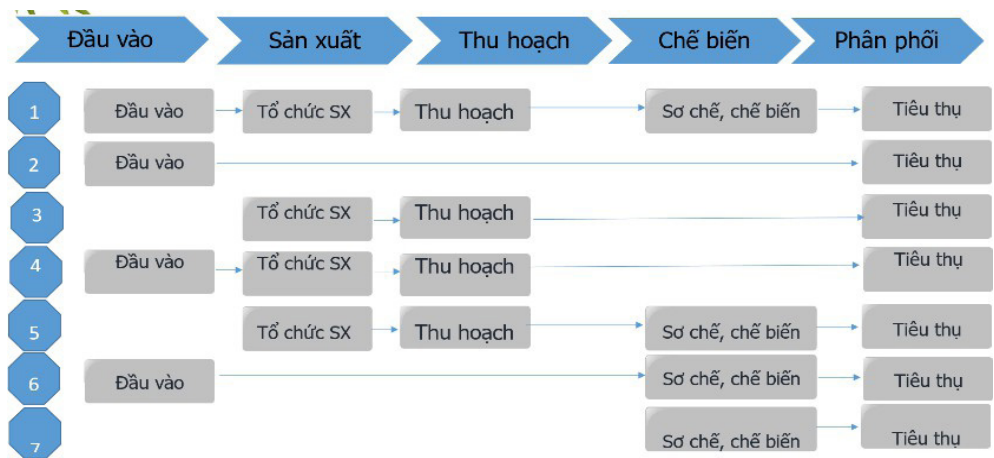 Đầu vào Sản xuất Thu hoạch Chế biến Phân phối
1 Đầu vào Tổ chức SX Thu hoạch Sơ chế, chế biến Tiêu thụ
2 Đầu vào Tiêu thụ
3 Tổ chức SX Thu hoạch Tiêu thụ
4 Đầu vào Tổ chức SX Thu hoạch Tiêu thụ
5 Tổ chức SX Thu hoạch Sơ chế, chế biến Tiêu thụ
6 Đầu vào Sơ chế, chế biến Tiêu thụ
7 Sơ chế, chế biến Tiêu thụ